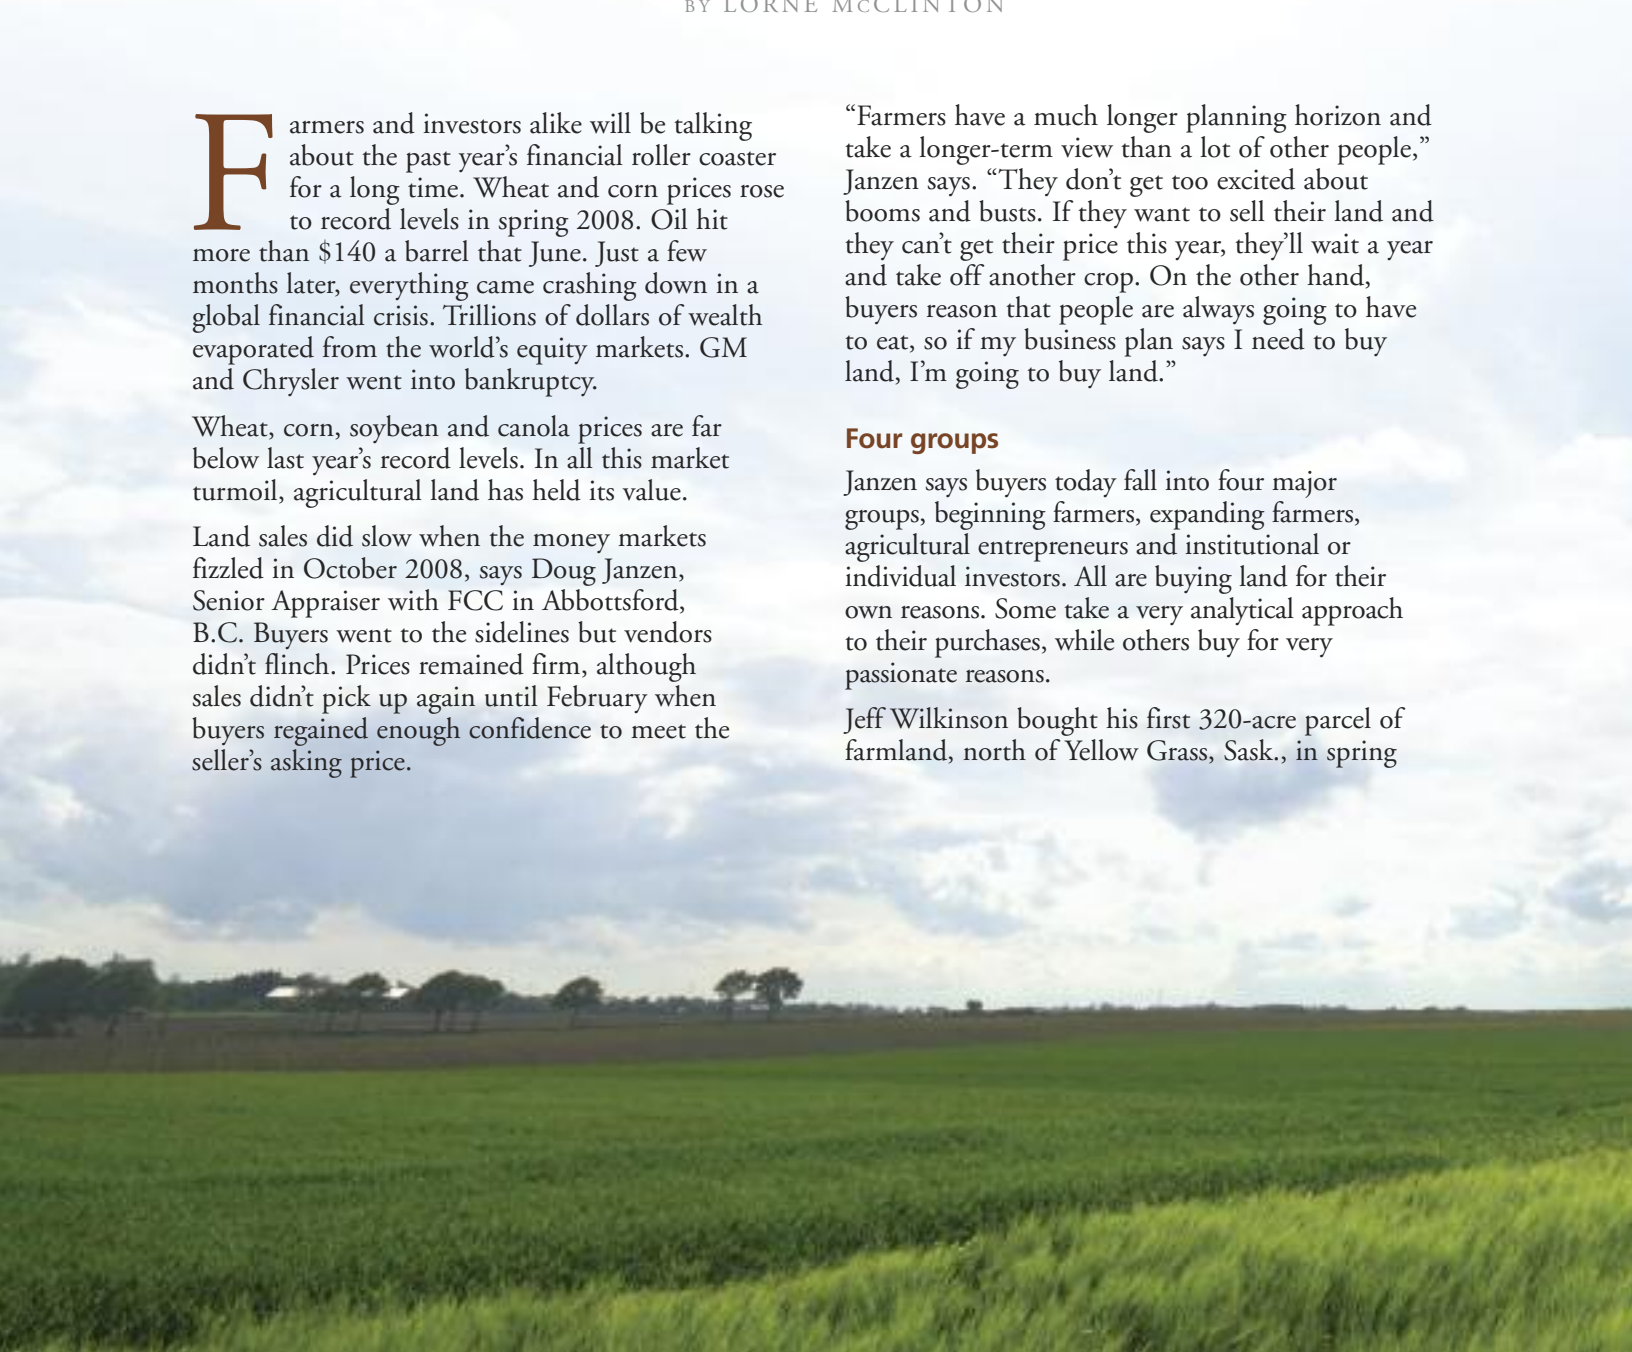 BY LORNE McCLINTON
Farmers and investors alike will be talking
about the past year’s financial roller coaster
for a long time. Wheat and corn prices rose
to record levels in spring 2008. Oil hit
more than $140 a barrel that June. Just a few
months later, everything came crashing down in a
global financial crisis. Trillions of dollars of wealth
evaporated from the world’s equity markets. GM
and Chrysler went into bankruptcy.
Wheat, corn, soybean and canola prices are far
below last year’s record levels. In all this market
turmoil, agricultural land has held its value.
Land sales did slow when the money markets
fizzled in October 2008, says Doug Janzen,
Senior Appraiser with FCC in Abbottsford,
B.C. Buyers went to the sidelines but vendors
didn’t flinch. Prices remained firm, although
sales didn’t pick up again until February when
buyers regained enough confidence to meet the
seller’s asking price.
“Farmers have a much longer planning horizon and
take a longer-term view than a lot of other people,”
Janzen says. “They don’t get too excited about
booms and busts. If they want to sell their land and
they can’t get their price this year, they’ll wait a year
and take off another crop. On the other hand,
buyers reason that people are always going to have
to eat, so if my business plan says I need to buy
land, I’m going to buy land.”
Four groups
Janzen says buyers today fall into four major
groups, beginning farmers, expanding farmers,
agricultural entrepreneurs and institutional or
individual investors. All are buying land for their
own reasons. Some take a very analytical approach
to their purchases, while others buy for very
passionate reasons.
Jeff Wilkinson bought his first 320-acre parcel of
farmland, north of Yellow Grass, Sask., in spring